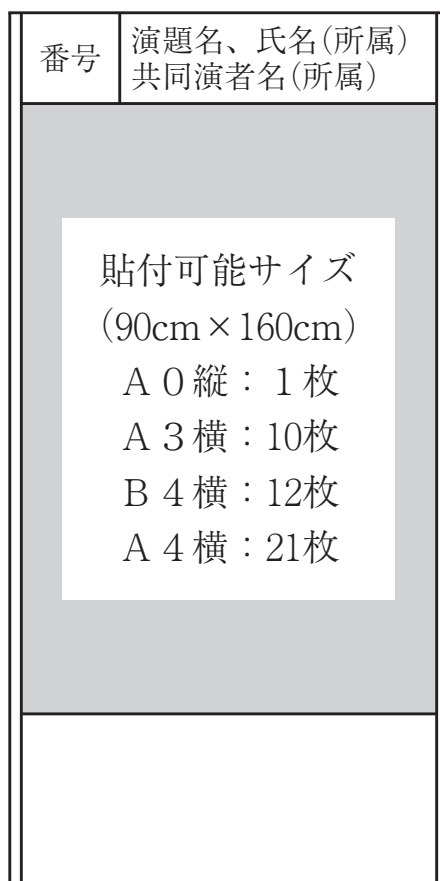 番号
演題名、氏名(所属)
共同演者名(所属)
貼付可能サイズ
(90cm×160cm)
A0縦：1枚
A3横：10枚
B4横：12枚
A4横：21枚